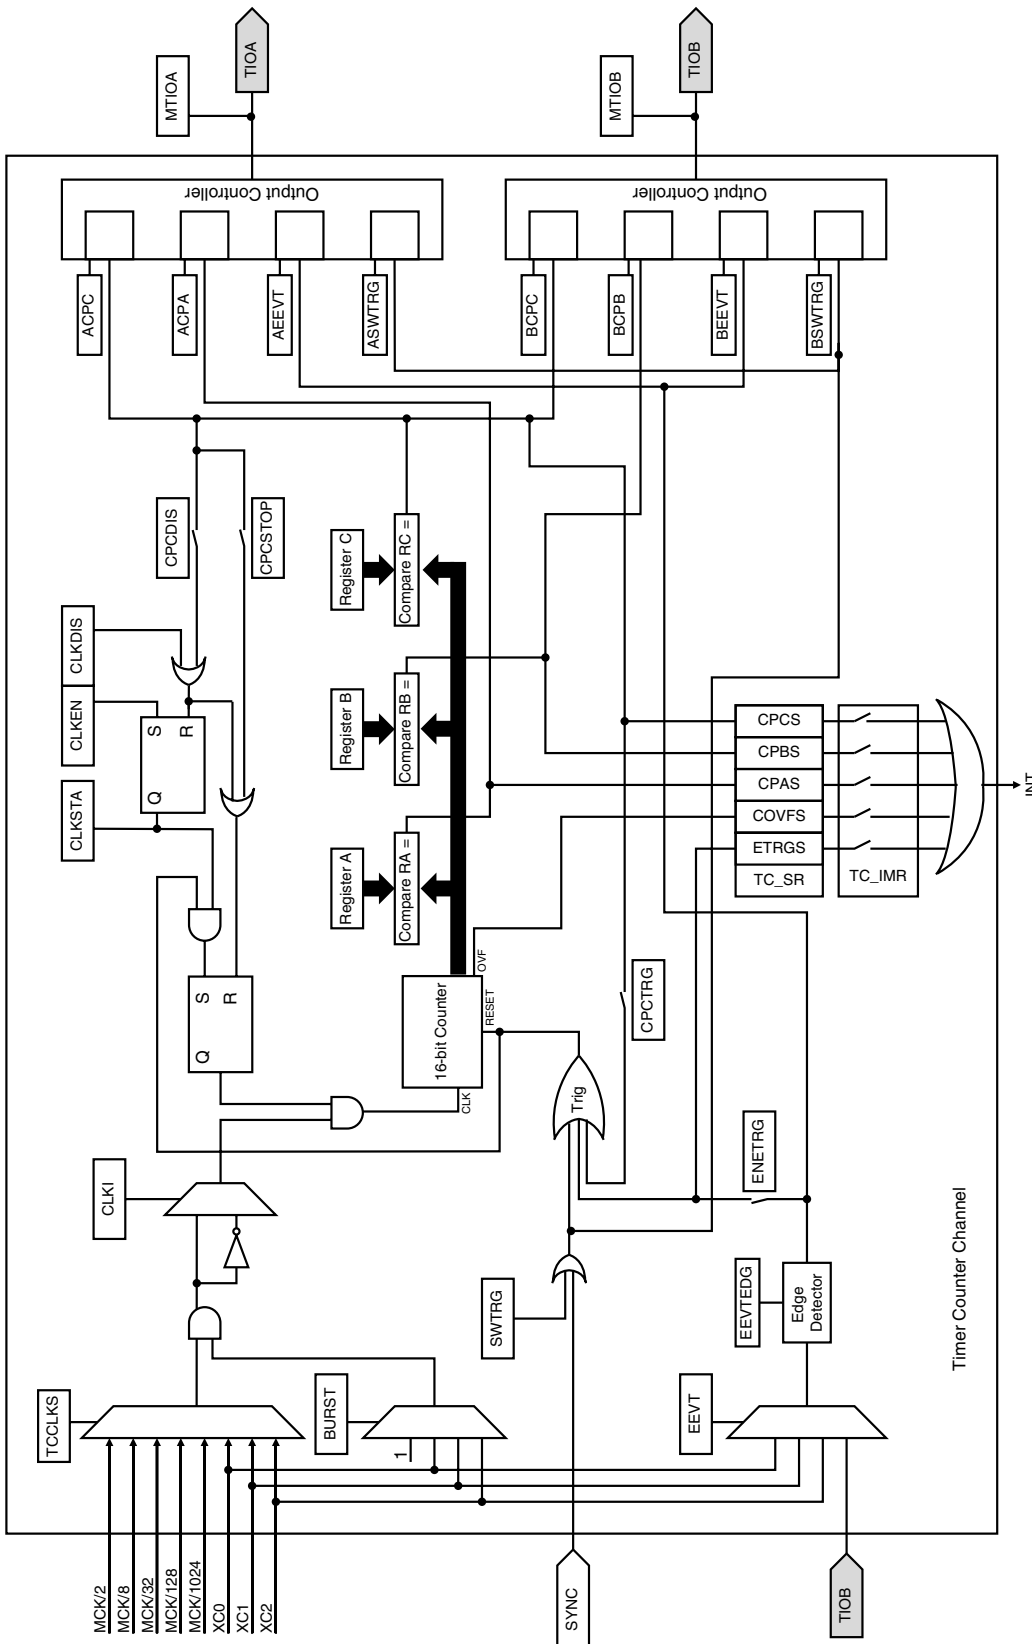 MCK/2
MCK/8
MCK/32
MCK/128
MCK/1024
XC0
XC1
XC2
TCCLKS
CLKI
CLKSTA
CLKEN
CLKDIS
CPCDIS
CPCSTOP
Q
S
R
Q
S
R
ACPC
ACPA
AEEVT
ASWTRG
Output Controller
MTIOA
TIOA
BURST
1
Register A
Register B
Register C
Compare RA =
Compare RB =
Compare RC =
16-bit Counter
CLK
RESET
OVF
SWTRG
SYNC
Trig
CPCTRG
BCPC
BCPB
BEEVT
BSWTRG
Output Controller
MTIOB
TIOB
EEVT
EEVTEDG
Edge
Detector
ENETRG
TIOB
CPCS
CPBS
CPAS
COVFS
ETRGS
TC_SR
TC_IMR
INT
Timer Counter Channel